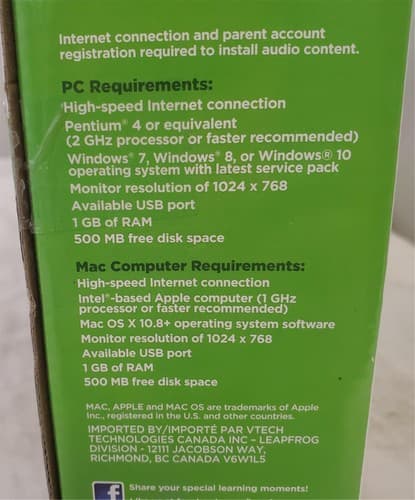 Internet connection and parent account
registration required to install audio content.
PC Requirements:
High-speed Internet connection
Pentium® 4 or equivalent
(2 GHz processor or faster recommended)
Windows® 7, Windows® 8, or Windows® 10
operating system with latest service pack
Monitor resolution of 1024 x 768
Available USB port
1 GB of RAM
500 MB free disk space
Mac Computer Requirements:
High-speed Internet connection
Intel®-based Apple computer (1 GHz
processor or faster recommended)
Mac OS X 10.8+ operating system software
Monitor resolution of 1024 x 768
Available USB port
1 GB of RAM
500 MB free disk space
MAC, APPLE and MAC OS are trademarks of Apple
Inc., registered in the U.S. and other countries.
IMPORTED BY/IMPORTÉ PAR VTECH
TECHNOLOGIES CANADA INC – LEAPFROG
DIVISION - 12111 JACOBSON WAY,
RICHMOND, BC CANADA V6W1L5
f
Share your special learning moments!